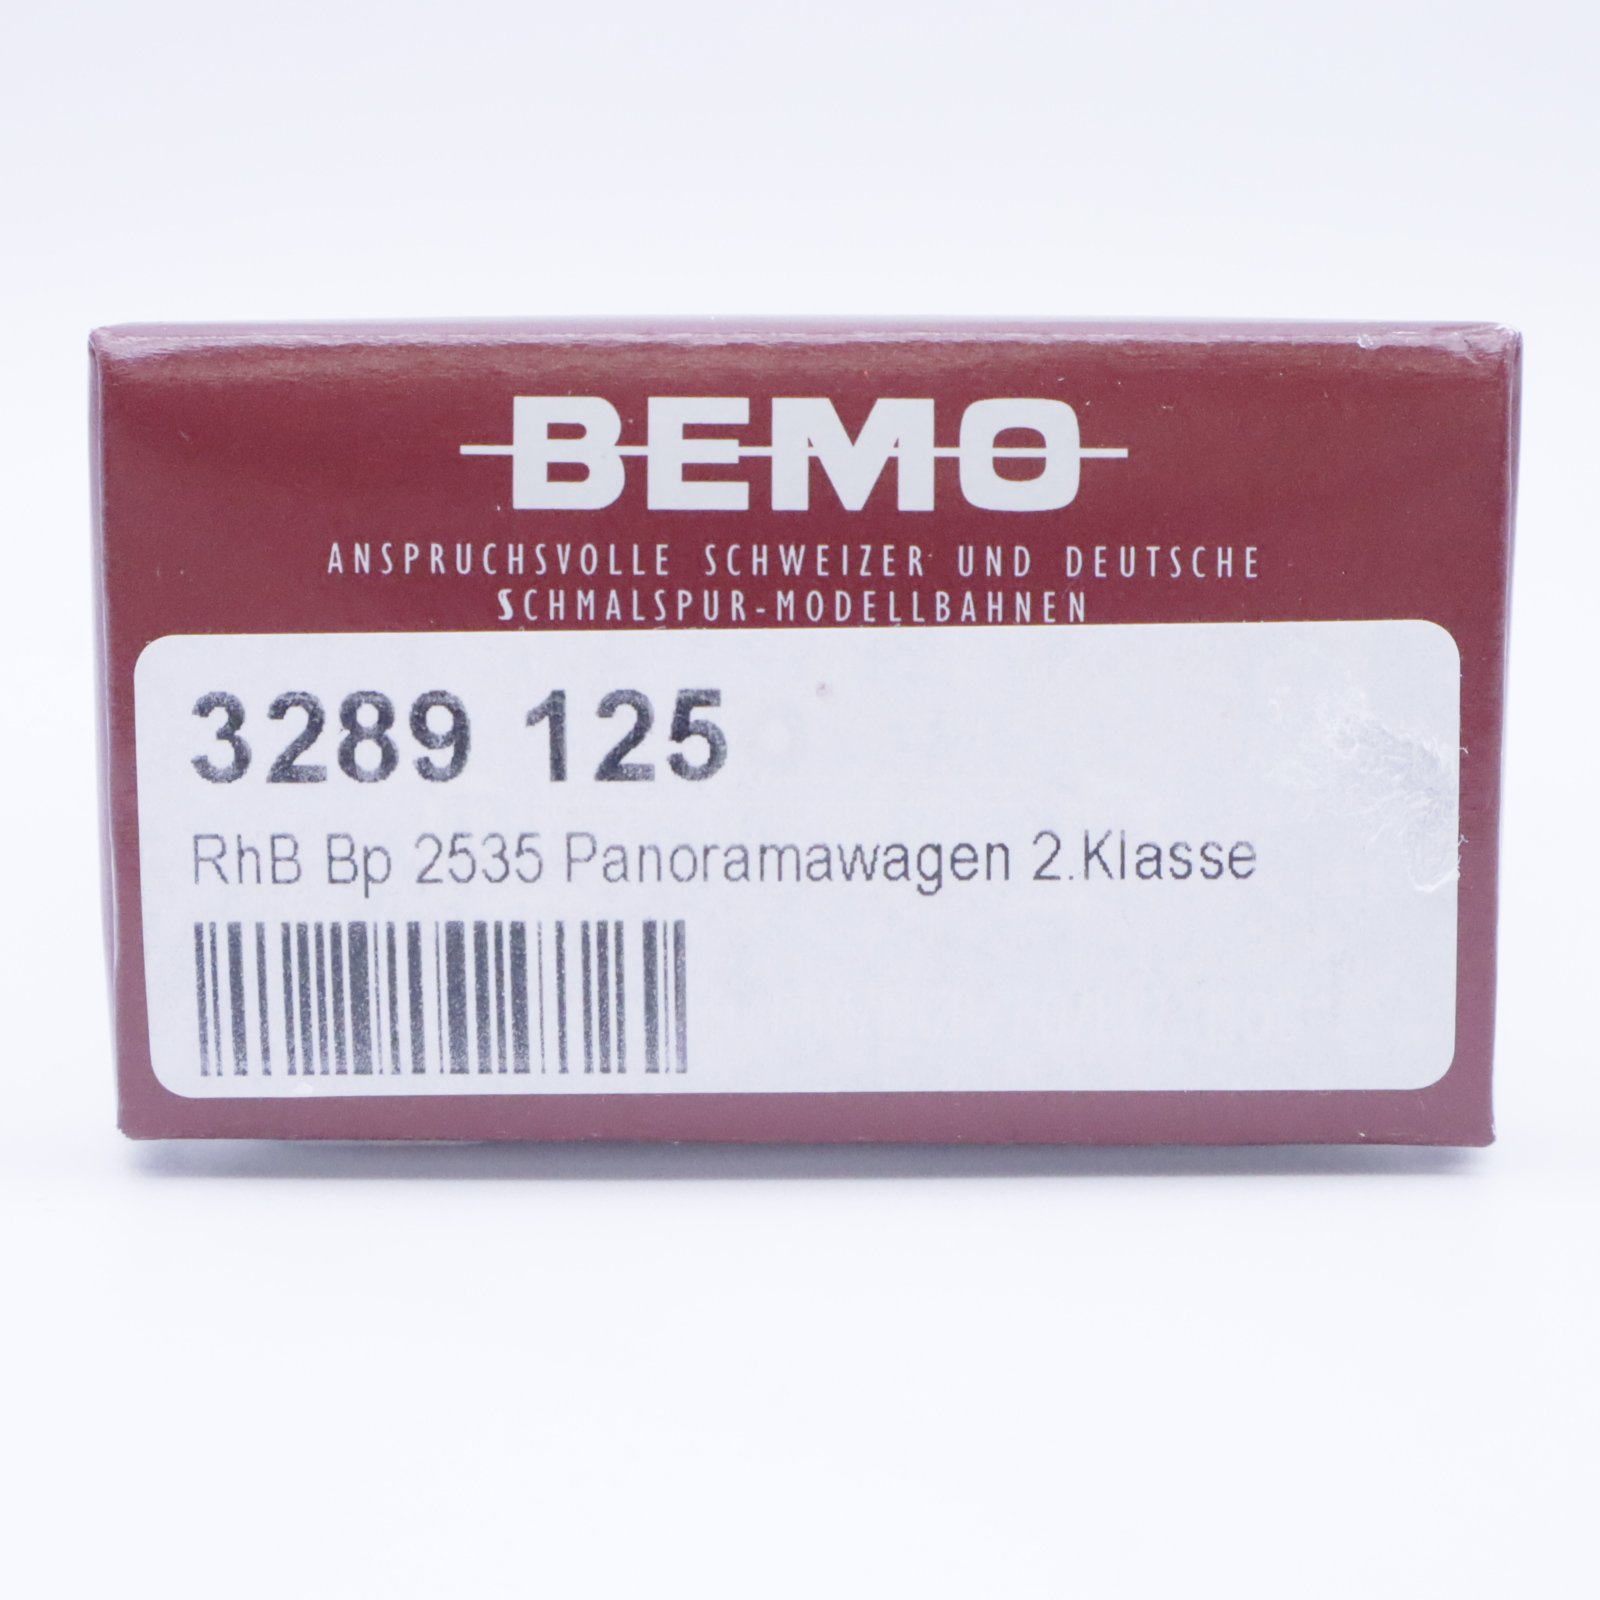 BEMO
ANSPRUCHSVOLLE SCHWEIZER UND DEUTSCHE
SCHMALSPUR-MODELLBAHNEN
3289 125
RhB Bp 2535 Panoramawagen 2.Klasse